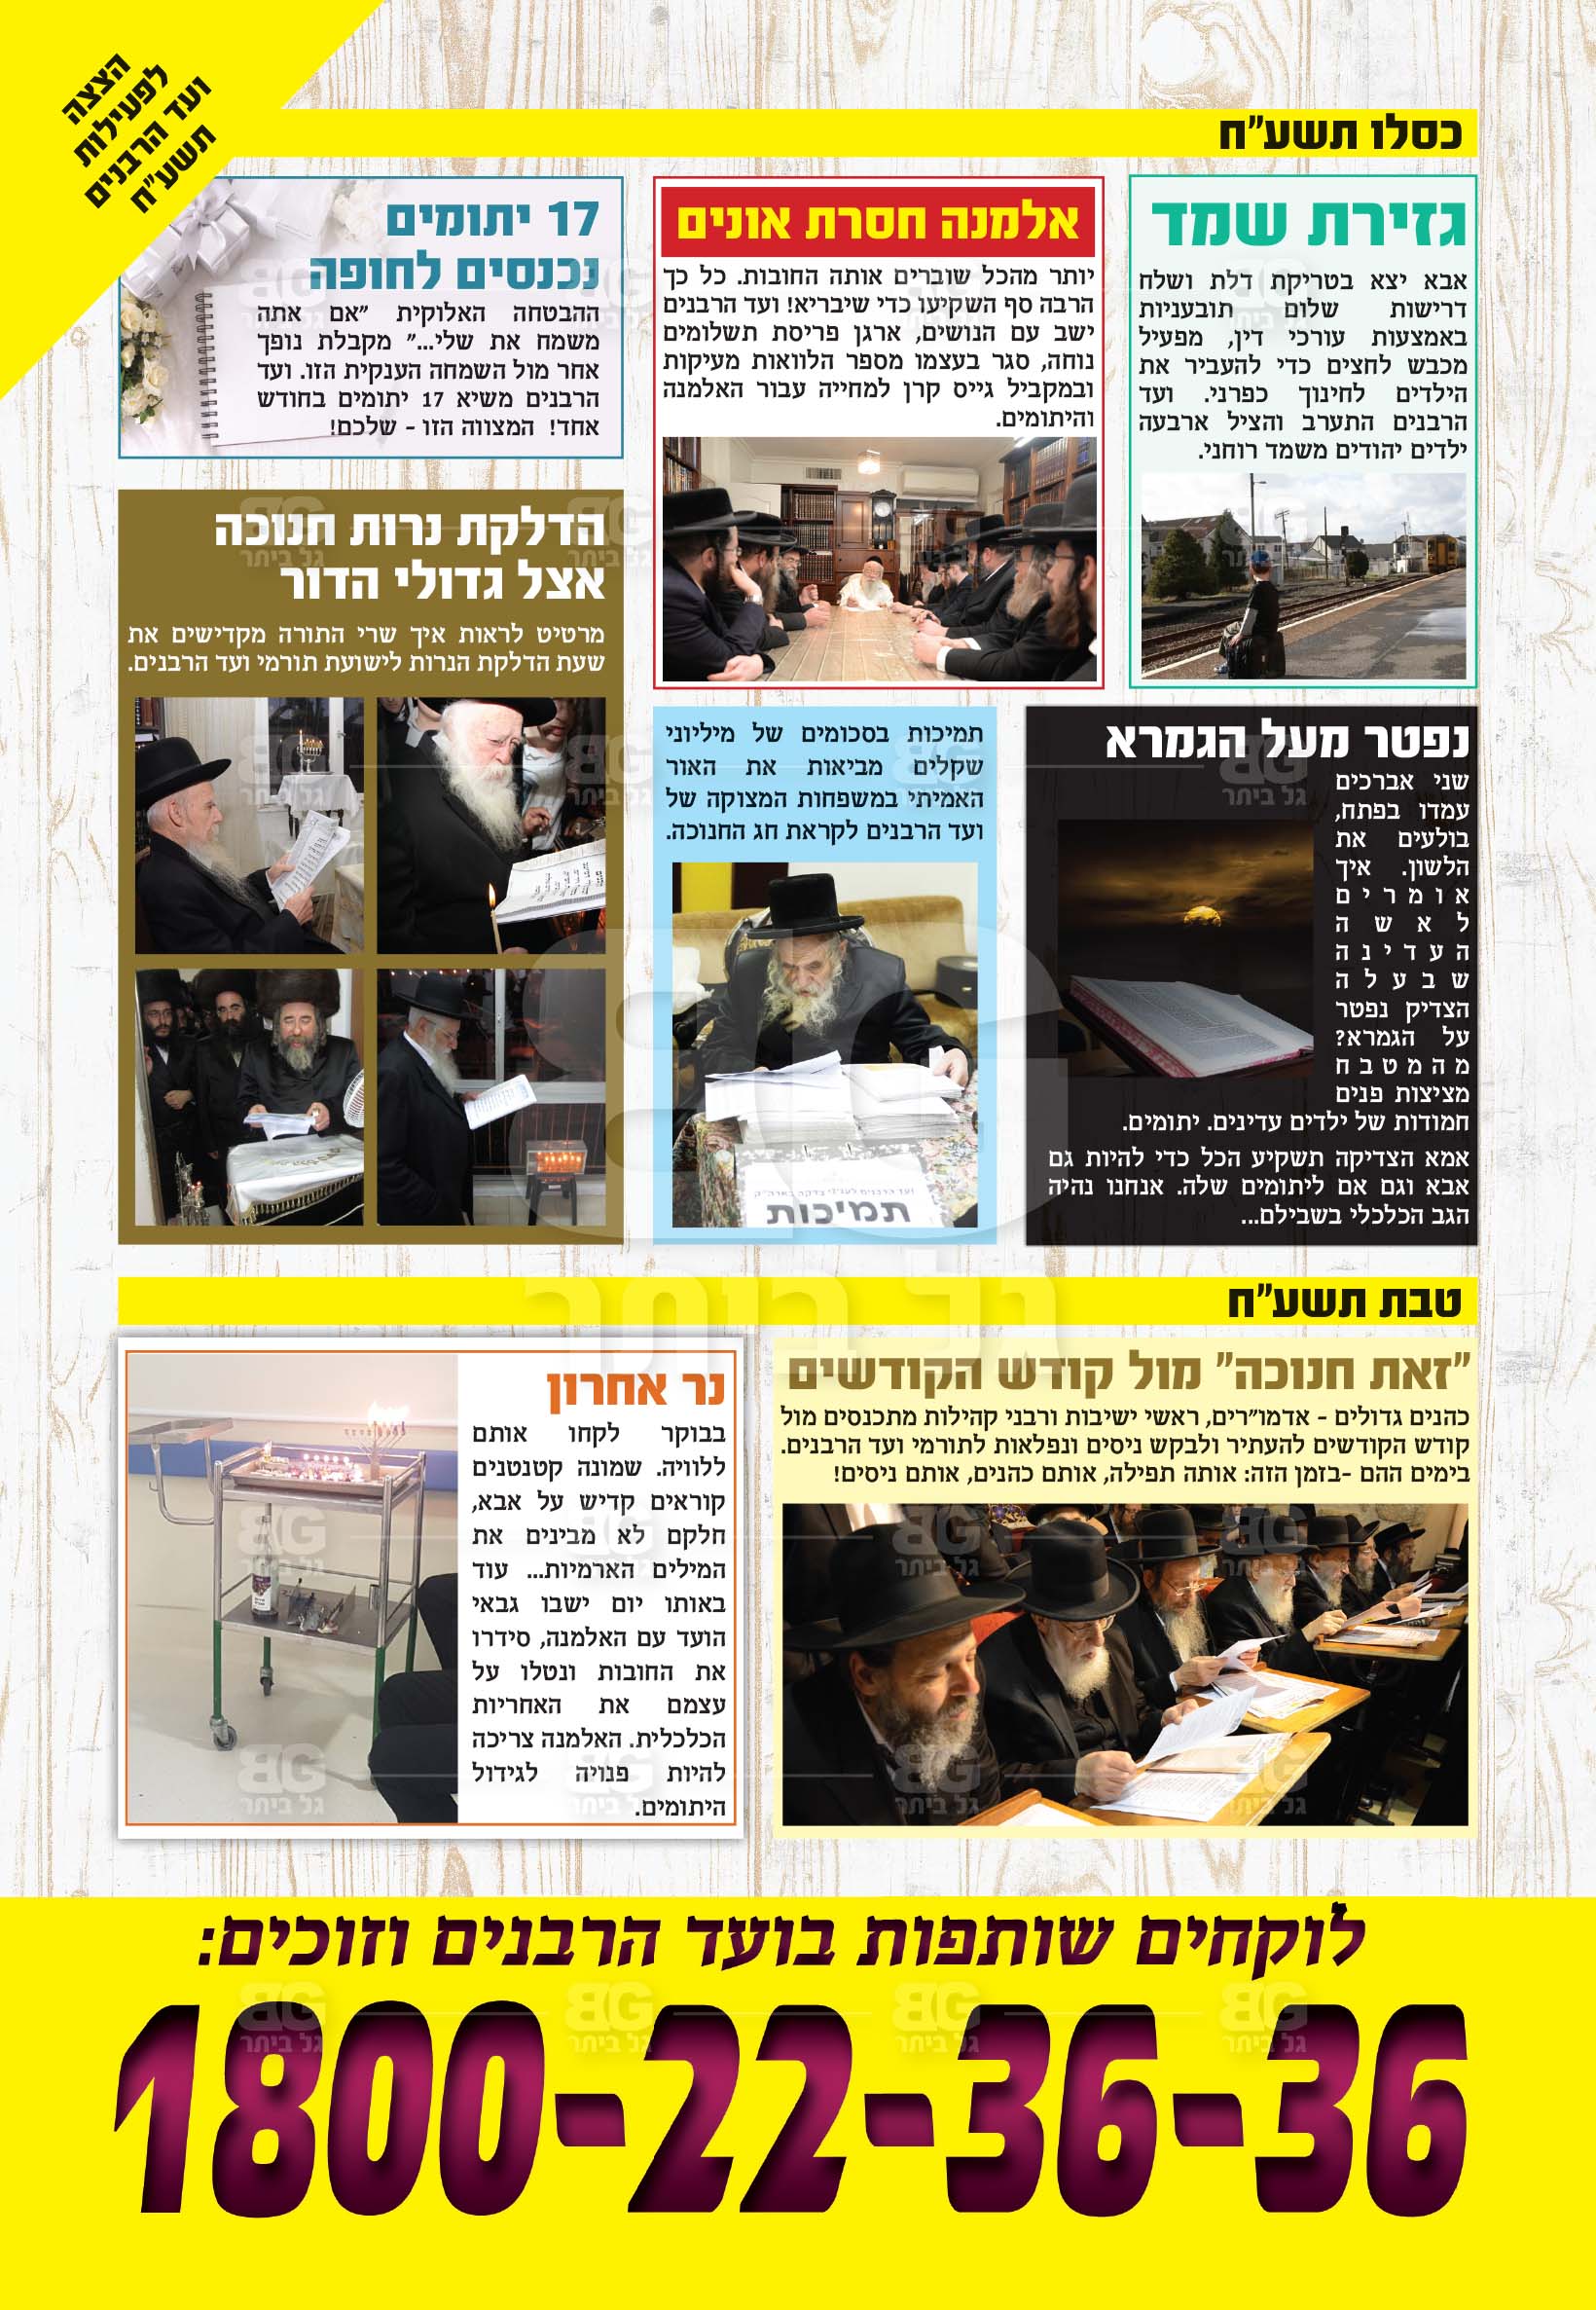 הצצה
לפעילות
ועד הרבנים
תשע"ח
כסלו תשע"ח
גזירת שמד
אבא יצא בטריקת דלת ושלח
דרישות שלום תובעניות
באמצעות עורכי דין, מפעיל
מכבש לחצים כדי להעביר את
הילדים לחינוך כפרני. ועד
הרבנים התערב והציל ארבעה
ילדים יהודים משמד רוחני.
אלמנה חסרת אונים
יותר מהכל שוברים אותה החובות. כל כך
הרבה סף השקיעו כדי שיבריא! ועד הרבנים
ישב עם הנושים, ארגן פריסת תשלומים
נוחה, סגר בעצמו מספר הלוואות מעיקות
ובמקביל גייס קרן למחייה עבור האלמנה
והיתומים.
17 יתומים
נכנסים לחופה
ההבטחה האלוקית "אם אתה
משמח את שלי..." מקבלת נופך
אחר מול השמחה הענקית הזו. ועד
הרבנים משיא 17 יתומים בחודש
אחד! המצווה הזו - שלכם!
הדלקת נרות חנוכה
אצל גדולי הדור
מרטיט לראות איך שרי התורה מקדישים את
שעת הדלקת הנרות לישועת תורמי ועד הרבנים.
נפטר מעל הגמרא
שני אברכים
עמדו בפתח,
בולעים את
הלשון. איך
אומרים
לאשה
העדינה
שבעלה
הצדיק נפטר
על הגמרא?
מהמטבח
מציצות פנים
חמודות של ילדים עדינים. יתומים.
אמא הצדיקה תשקיע הכל כדי להיות גם
אבא וגם אם ליתומים שלה. אנחנו נהיה
הגב הכלכלי בשבילם...
תמיכות בסכומים של מיליוני
שקלים מביאות את האור
האמיתי במשפחות המצוקה של
ועד הרבנים לקראת חג החנוכה.
ועד הרבנים לעניני צדקה בארה"ק
תמיכות
טבת תשע"ח
"זאת חנוכה" מול קודש הקודשים
כהנים גדולים - אדמו"רים, ראשי ישיבות ורבני קהילות מתכנסים מול
קודש הקודשים להעתיר ולבקש ניסים ונפלאות לתורמי ועד הרבנים.
בימים ההם -בזמן הזה: אותה תפילה, אותם כהנים, אותם ניסים!
נר אחרון
בבוקר לקחו אותם
ללוויה. שמונה קטנטנים
קוראים קדיש על אבא,
חלקם לא מבינים את
המילים הארמיות... עוד
באותו יום ישבו גבאי
הועד עם האלמנה, סידרו
את החובות ונטלו על
עצמם את האחריות
הכלכלית. האלמנה צריכה
להיות פנויה לגידול
היתומים.
לוקחים שותפות בועד הרבנים וזוכים:
1800-22-36-36
BG
גל ביתר